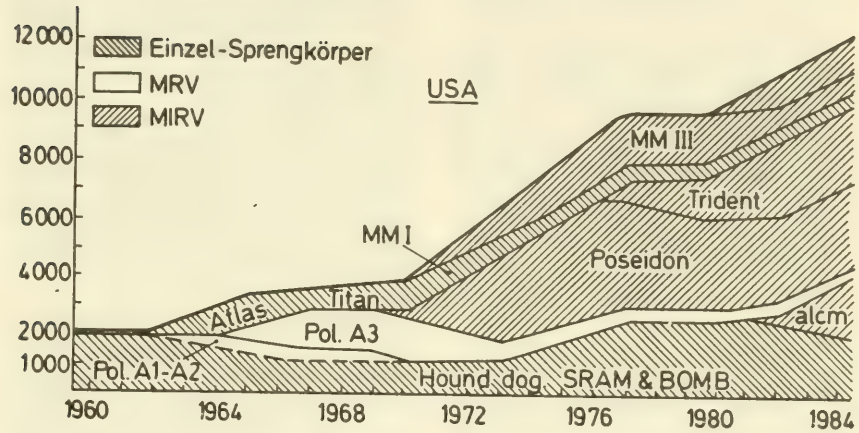 12000
10000
8000
6000
4000
2000
1000
Einzel-Sprengkörper
MRV
MIRV
USA
MM III
Trident
MM I
Poseidon
Atlas
Titan
Pol. A3
alcm
Pol. A1-A2
Hound dog SRAM & BOMB
1960 1964 1968 1972 1976 1980 1984